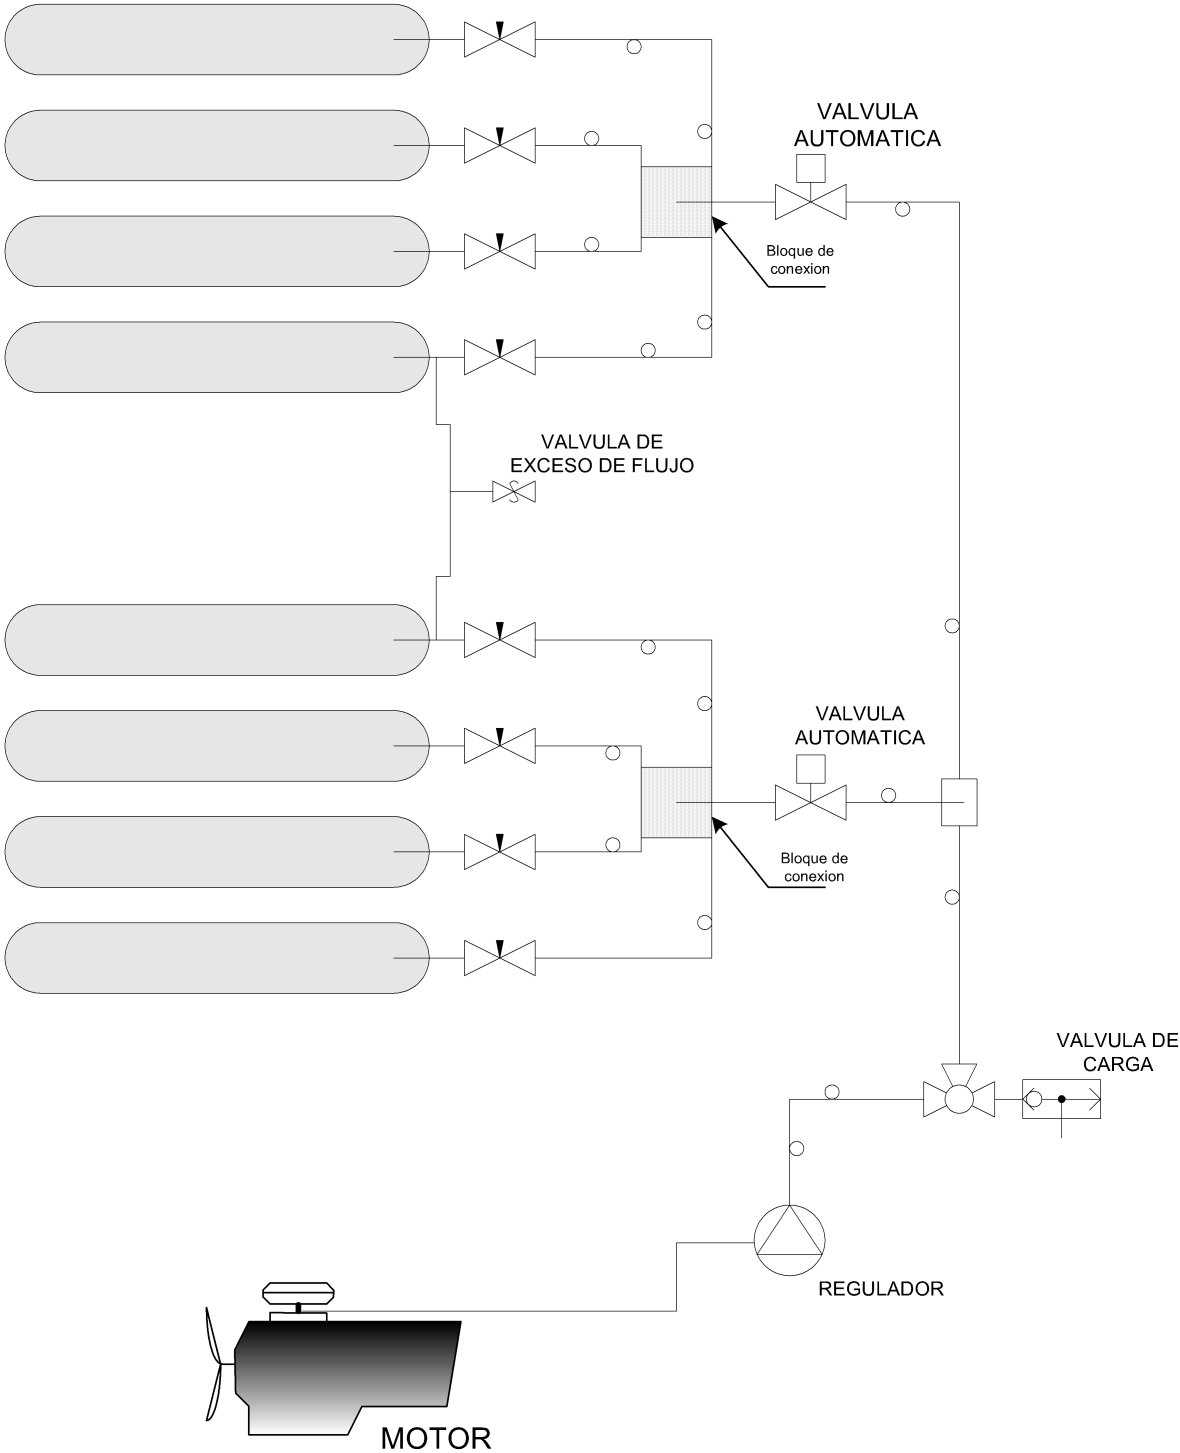 VALVULA
AUTOMATICA
Bloque de
conexion
VALVULA DE
EXCESO DE FLUJO
VALVULA
AUTOMATICA
Bloque de
conexion
VALVULA DE
CARGA
REGULADOR
MOTOR